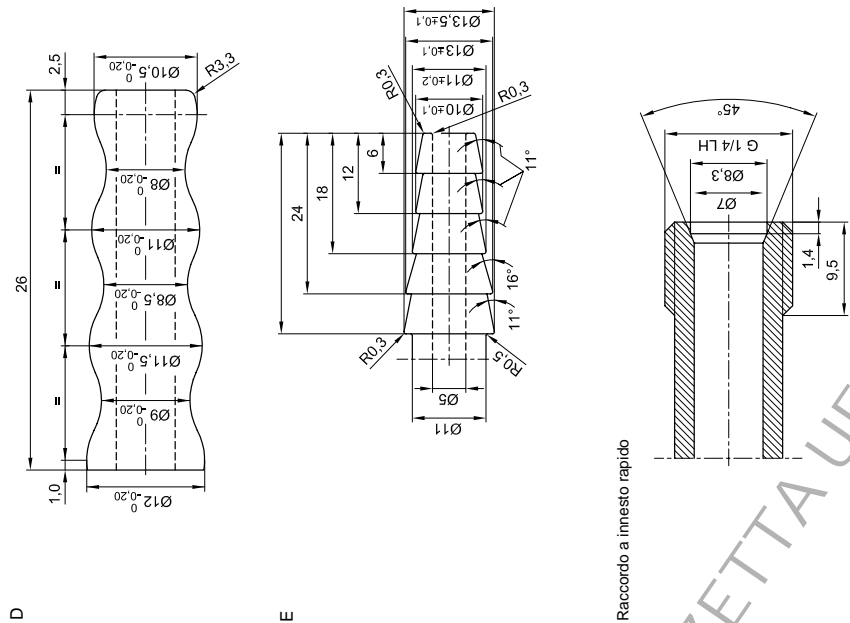 D
26
2,5
1,0
=
=
=
Ø12 0 -0,20
Ø9 0 -0,20
Ø11,5 0 -0,20
Ø8,5 0 -0,20
Ø11 0 -0,20
Ø8 0 -0,20
Ø10,5 0 -0,20
R3,3
E
Ø13,5±0,1
Ø13±0,1
Ø11±0,2
Ø10±0,1
R0,3
R0,3
6
12
18
24
11°
16°
11°
R0,3
R0,5
Ø5
Ø11
Raccordo a innesto rapido
45°
G 1/4 LH
Ø8,3
Ø7
1,4
9,5
ZETTA UF